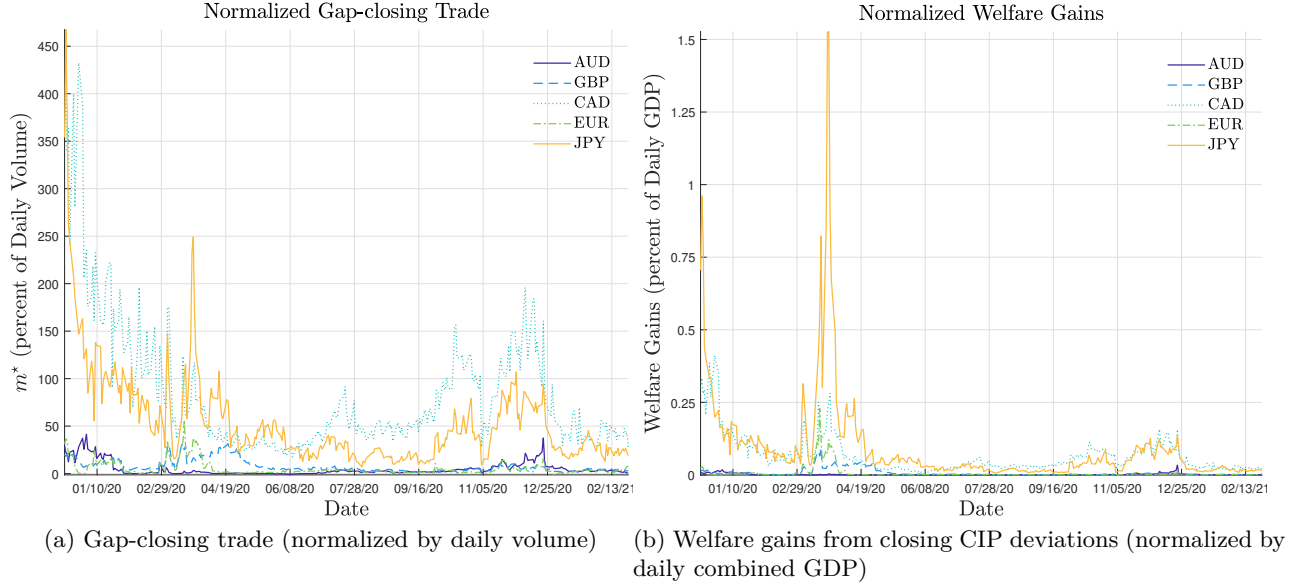 Normalized Gap-closing Trade
m* (percent of Daily Volume)
450
400
350
300
250
200
150
100
50
0
AUD
GBP
CAD
EUR
JPY
01/10/20 02/29/20 04/19/20 06/08/20 07/28/20 09/16/20 11/05/20 12/25/20 02/13/21
Date
(a) Gap-closing trade (normalized by daily volume)
Normalized Welfare Gains
Welfare Gains (percent of Daily GDP)
1.5
1.25
1
0.75
0.5
0.25
0
AUD
GBP
CAD
EUR
JPY
01/10/20 02/29/20 04/19/20 06/08/20 07/28/20 09/16/20 11/05/20 12/25/20 02/13/21
Date
(b) Welfare gains from closing CIP deviations (normalized by
daily combined GDP)